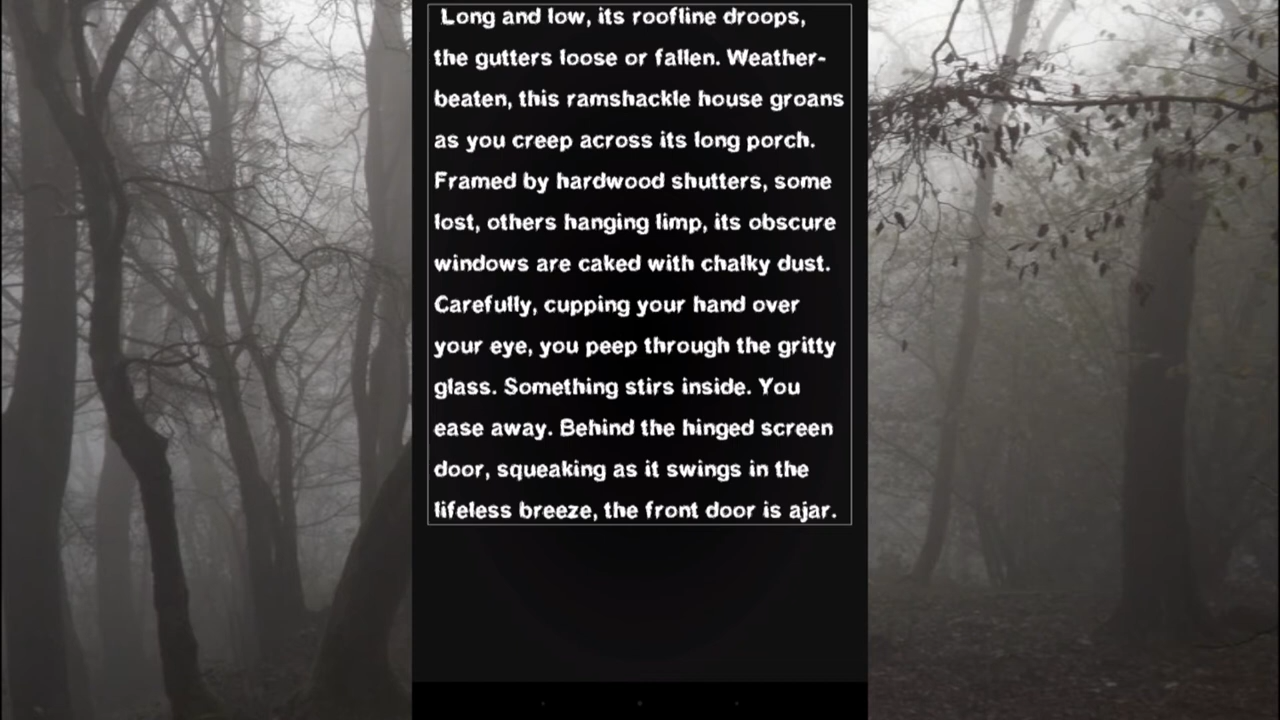 Long and low, its roofline droops,
the gutters loose or fallen. Weather-
beaten, this ramshackle house groans
as you creep across its long porch.
Framed by hardwood shutters, some
lost, others hanging limp, its obscure
windows are caked with chalky dust.
Carefully, cupping your hand over
your eye, you peep through the gritty
glass. Something stirs inside. You
ease away. Behind the hinged screen
door, squeaking as it swings in the
lifeless breeze, the front door is ajar.